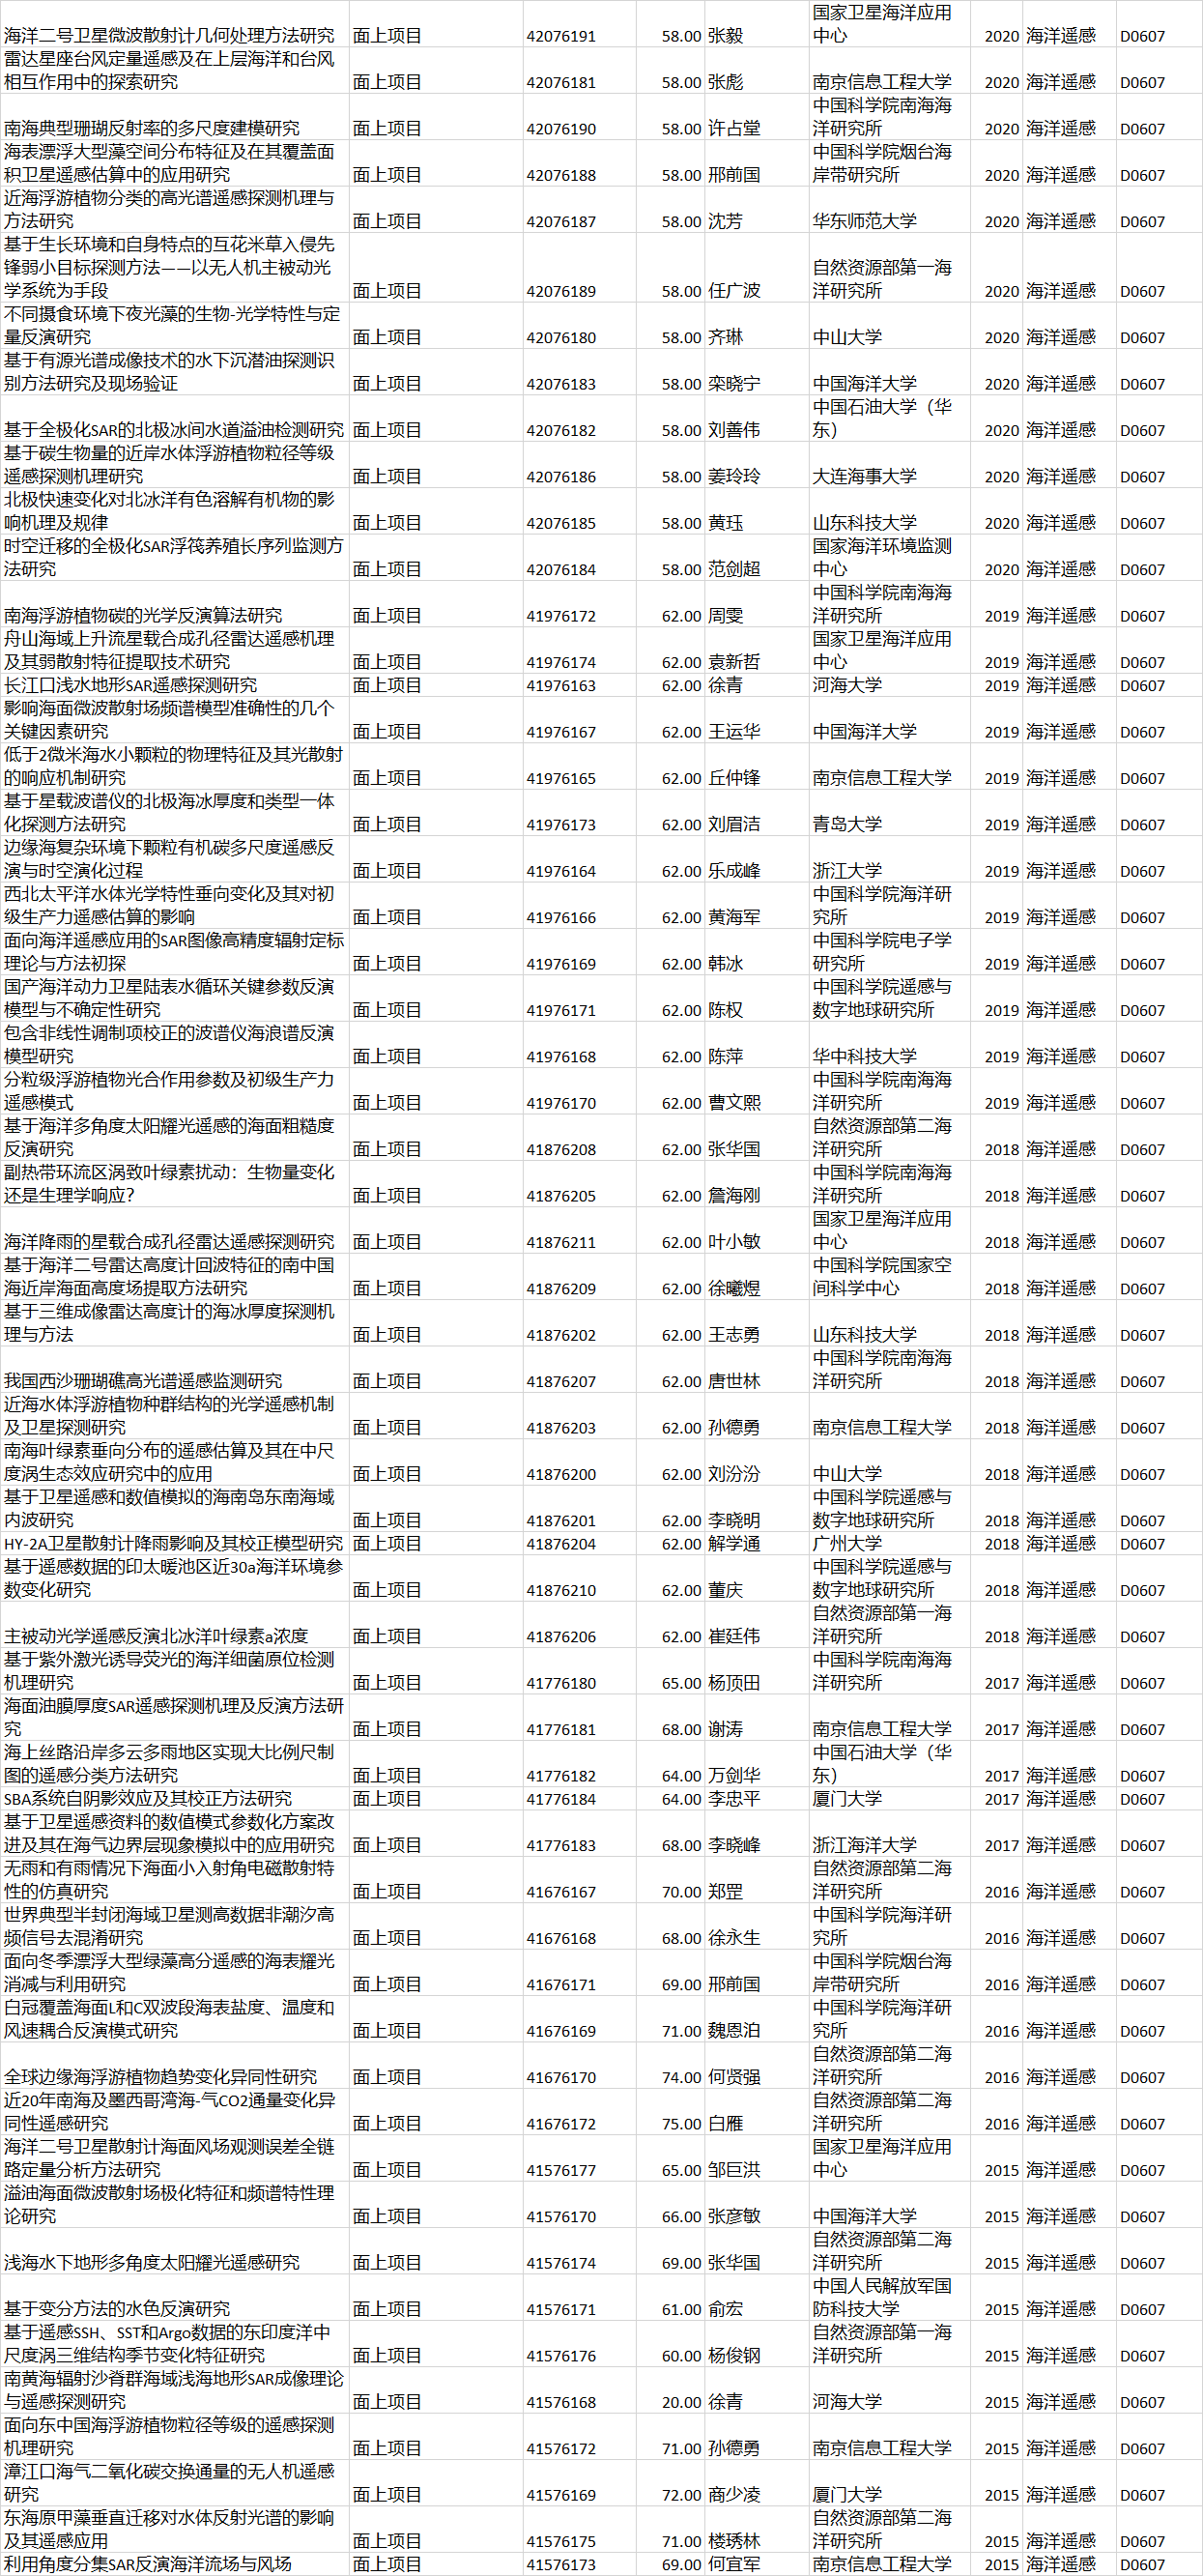 国家卫星海洋应用
海洋二号卫星微波散射计几何处理方法研究 面上项目 42076191 58.00 张毅 中心 2020 海洋遥感 D0607
雷达星座台风定量遥感及在上层海洋和台风
相互作用中的探索研究 面上项目 42076181 58.00 张彪 南京信息工程大学 2020 海洋遥感 D0607
中国科学院南海海
南海典型珊瑚反射率的多尺度建模研究 面上项目 42076190 58.00 许占堂 洋研究所 2020 海洋遥感 D0607
海表漂浮大型藻空间分布特征及在其覆盖面 中国科学院烟台海
积卫星遥感估算中的应用研究 面上项目 42076188 58.00 邢前国 岸带研究所 2020 海洋遥感 D0607
近海浮游植物分类的高光谱遥感探测机理与
方法研究 面上项目 42076187 58.00 沈芳 华东师范大学 2020 海洋遥感 D0607
基于生长环境和自身特点的互花米草入侵先
锋弱小目标探测方法——以无人机主被动光 自然资源部第一海
学系统为手段 面上项目 42076189 58.00 任广波 洋研究所 2020 海洋遥感 D0607
不同摄食环境下夜光藻的生物-光学特性与定
量反演研究 面上项目 42076180 58.00 齐琳 中山大学 2020 海洋遥感 D0607
基于有源光谱成像技术的水下沉潜油探测识
别方法研究及现场验证 面上项目 42076183 58.00 栾晓宁 中国海洋大学 2020 海洋遥感 D0607
中国石油大学（华
基于全极化SAR的北极冰间水道溢油检测研究 面上项目 42076182 58.00 刘善伟 东） 2020 海洋遥感 D0607
基于碳生物量的近岸水体浮游植物粒径等级
遥感探测机理研究 面上项目 42076186 58.00 姜玲玲 大连海事大学 2020 海洋遥感 D0607
北极快速变化对北冰洋有色溶解有机物的影
响机理及规律 面上项目 42076185 58.00 黄珏 山东科技大学 2020 海洋遥感 D0607
时空迁移的全极化SAR浮筏养殖长序列监测方 国家海洋环境监测
法研究 面上项目 42076184 58.00 范剑超 中心 2020 海洋遥感 D0607
中国科学院南海海
南海浮游植物碳的光学反演算法研究 面上项目 41976172 62.00 周雯 洋研究所 2019 海洋遥感 D0607
舟山海域上升流星载合成孔径雷达遥感机理 国家卫星海洋应用
及其弱散射特征提取技术研究 面上项目 41976174 62.00 袁新哲 中心 2019 海洋遥感 D0607
长江口浅水地形SAR遥感探测研究 面上项目 41976163 62.00 徐青 河海大学 2019 海洋遥感 D0607
影响海面微波散射场频谱模型准确性的几个
关键因素研究 面上项目 41976167 62.00 王运华 中国海洋大学 2019 海洋遥感 D0607
低于2微米海水小颗粒的物理特征及其光散射
的响应机制研究 面上项目 41976165 62.00 丘仲锋 南京信息工程大学 2019 海洋遥感 D0607
基于星载波谱仪的北极海冰厚度和类型一体
化探测方法研究 面上项目 41976173 62.00 刘眉洁 青岛大学 2019 海洋遥感 D0607
边缘海复杂环境下颗粒有机碳多尺度遥感反
演与时空演化过程 面上项目 41976164 62.00 乐成峰 浙江大学 2019 海洋遥感 D0607
西北太平洋水体光学特性垂向变化及其对初 中国科学院海洋研
级生产力遥感估算的影响 面上项目 41976166 62.00 黄海军 究所 2019 海洋遥感 D0607
面向海洋遥感应用的SAR图像高精度辐射定标 中国科学院电子学
理论与方法初探 面上项目 41976169 62.00 韩冰 研究所 2019 海洋遥感 D0607
国产海洋动力卫星陆表水循环关键参数反演 中国科学院遥感与
模型与不确定性研究 面上项目 41976171 62.00 陈权 数字地球研究所 2019 海洋遥感 D0607
包含非线性调制项校正的波谱仪海浪谱反演
模型研究 面上项目 41976168 62.00 陈萍 华中科技大学 2019 海洋遥感 D0607
分粒级浮游植物光合作用参数及初级生产力 中国科学院南海海
遥感模式 面上项目 41976170 62.00 曹文熙 洋研究所 2019 海洋遥感 D0607
基于海洋多角度太阳耀光遥感的海面粗糙度 自然资源部第二海
反演研究 面上项目 41876208 62.00 张华国 洋研究所 2018 海洋遥感 D0607
副热带环流区涡致叶绿素扰动：生物量变化 中国科学院南海海
还是生理学响应？ 面上项目 41876205 62.00 詹海刚 洋研究所 2018 海洋遥感 D0607
国家卫星海洋应用
海洋降雨的星载合成孔径雷达遥感探测研究 面上项目 41876211 62.00 叶小敏 中心 2018 海洋遥感 D0607
基于海洋二号雷达高度计回波特征的南中国 中国科学院国家空
海近岸海面高度场提取方法研究 面上项目 41876209 62.00 徐曦煜 间科学中心 2018 海洋遥感 D0607
基于三维成像雷达高度计的海冰厚度探测机
理与方法 面上项目 41876202 62.00 王志勇 山东科技大学 2018 海洋遥感 D0607
中国科学院南海海
我国西沙珊瑚礁高光谱遥感监测研究 面上项目 41876207 62.00 唐世林 洋研究所 2018 海洋遥感 D0607
近海水体浮游植物种群结构的光学遥感机制
及卫星探测研究 面上项目 41876203 62.00 孙德勇 南京信息工程大学 2018 海洋遥感 D0607
南海叶绿素垂向分布的遥感估算及其在中尺
度涡生态效应研究中的应用 面上项目 41876200 62.00 刘汾汾 中山大学 2018 海洋遥感 D0607
基于卫星遥感和数值模拟的海南岛东南海域 中国科学院遥感与
内波研究 面上项目 41876201 62.00 李晓明 数字地球研究所 2018 海洋遥感 D0607
HY-2A卫星散射计降雨影响及其校正模型研究 面上项目 41876204 62.00 解学通 广州大学 2018 海洋遥感 D0607
基于遥感数据的印太暖池区近30a海洋环境参 中国科学院遥感与
数变化研究 面上项目 41876210 62.00 董庆 数字地球研究所 2018 海洋遥感 D0607
自然资源部第一海
主被动光学遥感反演北冰洋叶绿素a浓度 面上项目 41876206 62.00 崔廷伟 洋研究所 2018 海洋遥感 D0607
基于紫外激光诱导荧光的海洋细菌原位检测 中国科学院南海海
机理研究 面上项目 41776180 65.00 杨顶田 洋研究所 2017 海洋遥感 D0607
海面油膜厚度SAR遥感探测机理及反演方法研
究 面上项目 41776181 68.00 谢涛 南京信息工程大学 2017 海洋遥感 D0607
海上丝路沿岸多云多雨地区实现大比例尺制 中国石油大学（华
图的遥感分类方法研究 面上项目 41776182 64.00 万剑华 东） 2017 海洋遥感 D0607
SBA系统自阴影效应及其校正方法研究 面上项目 41776184 64.00 李忠平 厦门大学 2017 海洋遥感 D0607
基于卫星遥感资料的数值模式参数化方案改
进及其在海气边界层现象模拟中的应用研究 面上项目 41776183 68.00 李晓峰 浙江海洋大学 2017 海洋遥感 D0607
无雨和有雨情况下海面小入射角电磁散射特 自然资源部第二海
性的仿真研究 面上项目 41676167 70.00 郑罡 洋研究所 2016 海洋遥感 D0607
世界典型半封闭海域卫星测高数据非潮汐高 中国科学院海洋研
频信号去混淆研究 面上项目 41676168 68.00 徐永生 究所 2016 海洋遥感 D0607
面向冬季漂浮大型绿藻高分遥感的海表耀光 中国科学院烟台海
消减与利用研究 面上项目 41676171 69.00 邢前国 岸带研究所 2016 海洋遥感 D0607
白冠覆盖海面L和C双波段海表盐度、温度和 中国科学院海洋研
风速耦合反演模式研究 面上项目 41676169 71.00 魏恩泊 究所 2016 海洋遥感 D0607
自然资源部第二海
全球边缘海浮游植物趋势变化异同性研究 面上项目 41676170 74.00 何贤强 洋研究所 2016 海洋遥感 D0607
近20年南海及墨西哥湾海-气CO2通量变化异 自然资源部第二海
同性遥感研究 面上项目 41676172 75.00 白雁 洋研究所 2016 海洋遥感 D0607
海洋二号卫星散射计海面风场观测误差全链 国家卫星海洋应用
路定量分析方法研究 面上项目 41576177 65.00 邹巨洪 中心 2015 海洋遥感 D0607
溢油海面微波散射场极化特征和频谱特性理
论研究 面上项目 41576170 66.00 张彦敏 中国海洋大学 2015 海洋遥感 D0607
自然资源部第二海
浅海水下地形多角度太阳耀光遥感研究 面上项目 41576174 69.00 张华国 洋研究所 2015 海洋遥感 D0607
中国人民解放军国
基于变分方法的水色反演研究 面上项目 41576171 61.00 俞宏 防科技大学 2015 海洋遥感 D0607
基于遥感SSH、SST和Argo数据的东印度洋中 自然资源部第一海
尺度涡三维结构季节变化特征研究 面上项目 41576176 60.00 杨俊钢 洋研究所 2015 海洋遥感 D0607
南黄海辐射沙脊群海域浅海地形SAR成像理论
与遥感探测研究 面上项目 41576168 20.00 徐青 河海大学 2015 海洋遥感 D0607
面向东中国海浮游植物粒径等级的遥感探测
机理研究 面上项目 41576172 71.00 孙德勇 南京信息工程大学 2015 海洋遥感 D0607
漳江口海气二氧化碳交换通量的无人机遥感
研究 面上项目 41576169 72.00 商少凌 厦门大学 2015 海洋遥感 D0607
东海原甲藻垂直迁移对水体反射光谱的影响 自然资源部第二海
及其遥感应用 面上项目 41576175 71.00 楼琇林 洋研究所 2015 海洋遥感 D0607
利用角度分集SAR反演海洋流场与风场 面上项目 41576173 69.00 何宜军 南京信息工程大学 2015 海洋遥感 D0607